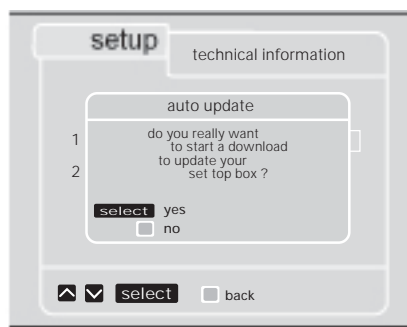 setup
technical information
auto update
1
do you really want
to start a download
2
to update your
set top box ?
select yes
no
select back